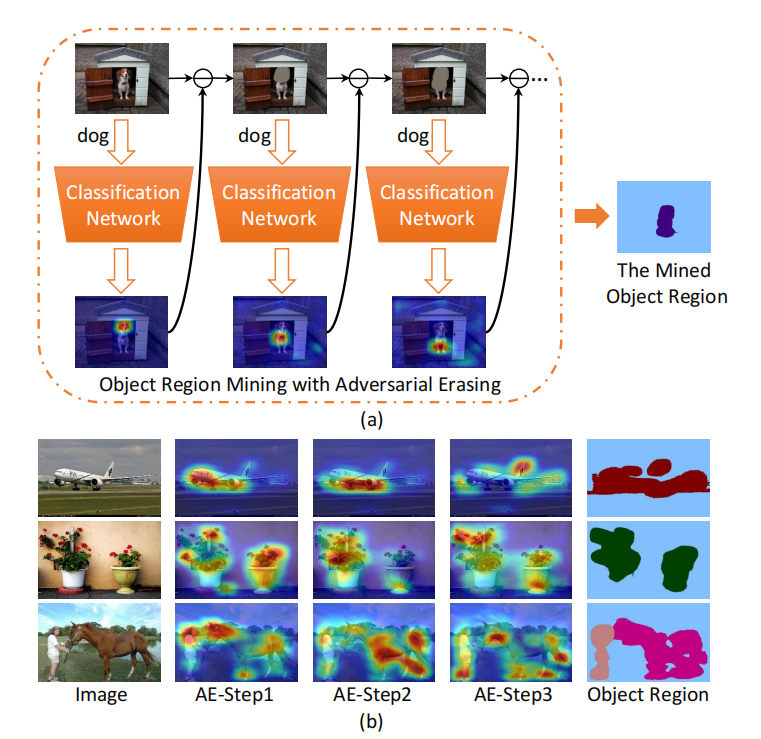 dog
dog
dog
Classification
Network
Classification
Network
Classification
Network
...
The Mined
Object Region
Object Region Mining with Adversarial Erasing
(a)
Image
AE-Step1
AE-Step2
AE-Step3
Object Region
(b)